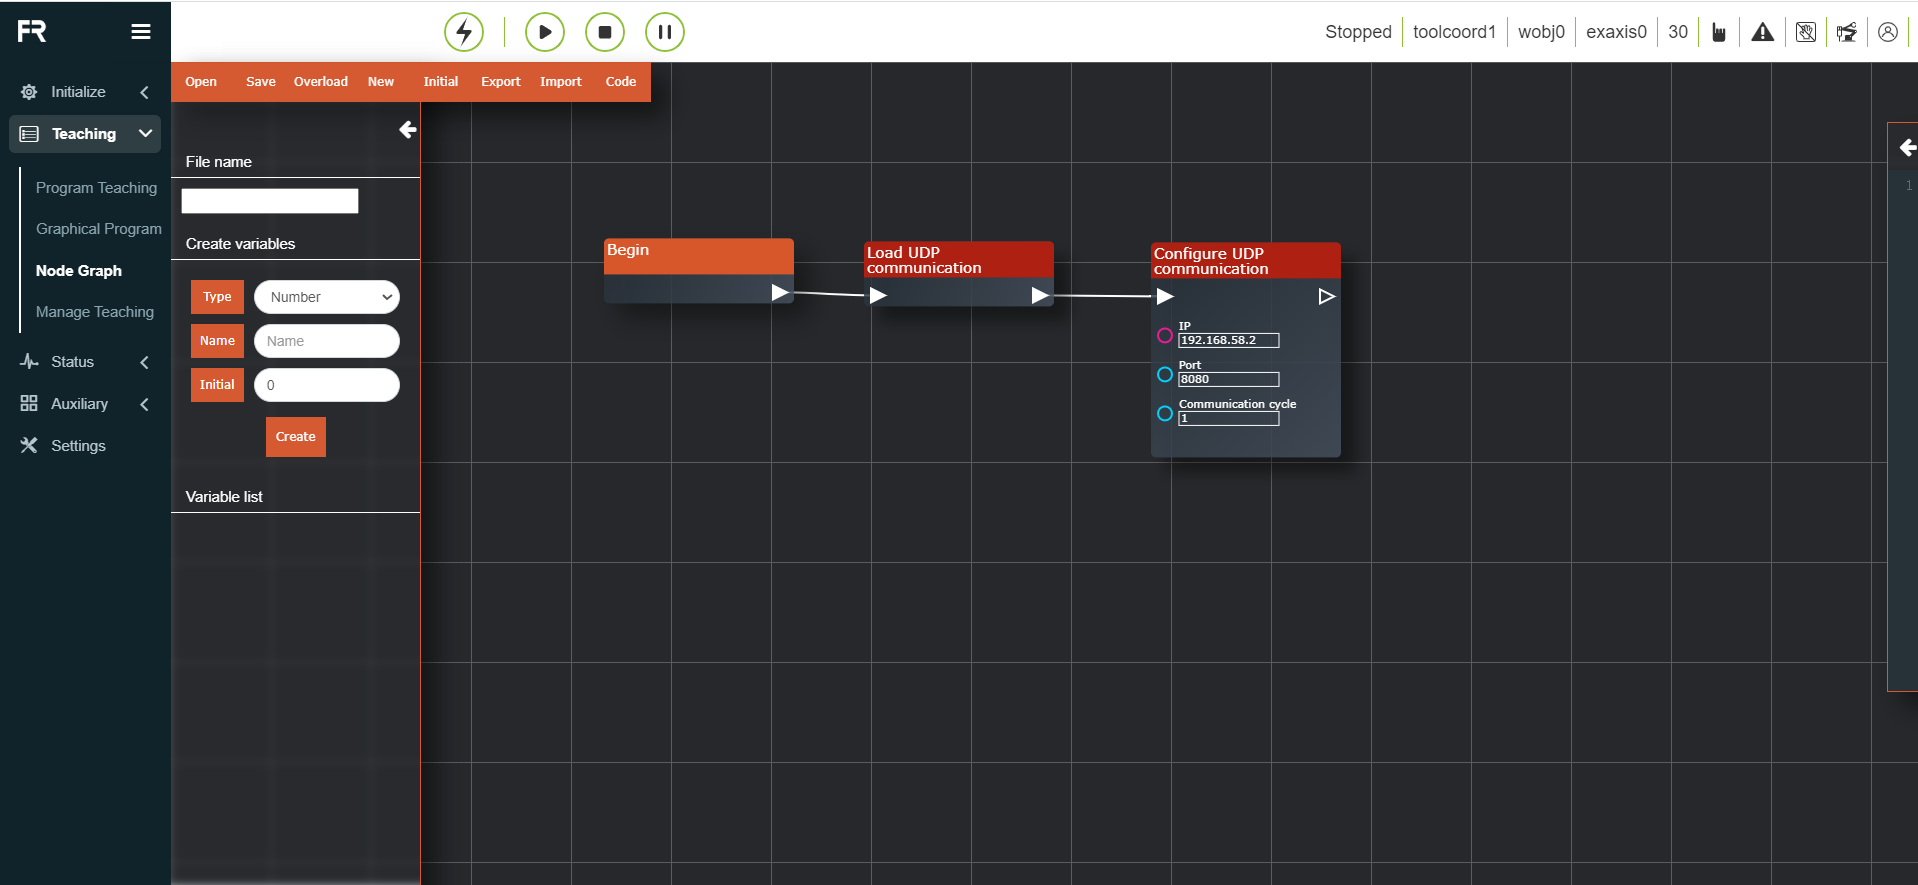 FR
Stopped
toolcoord1
wobj0
exaxis0
30
Initialize
Teaching
Program Teaching
Graphical Program
Node Graph
Manage Teaching
Status
Auxiliary
Settings
Open
Save
Overload
New
Initial
Export
Import
Code
File name
Create variables
Type
Number
Name
Name
Initial
0
Create
Variable list
Begin
Load UDP
communication
Configure UDP
communication
IP
192.168.58.2
Port
8080
Communication cycle
1
1